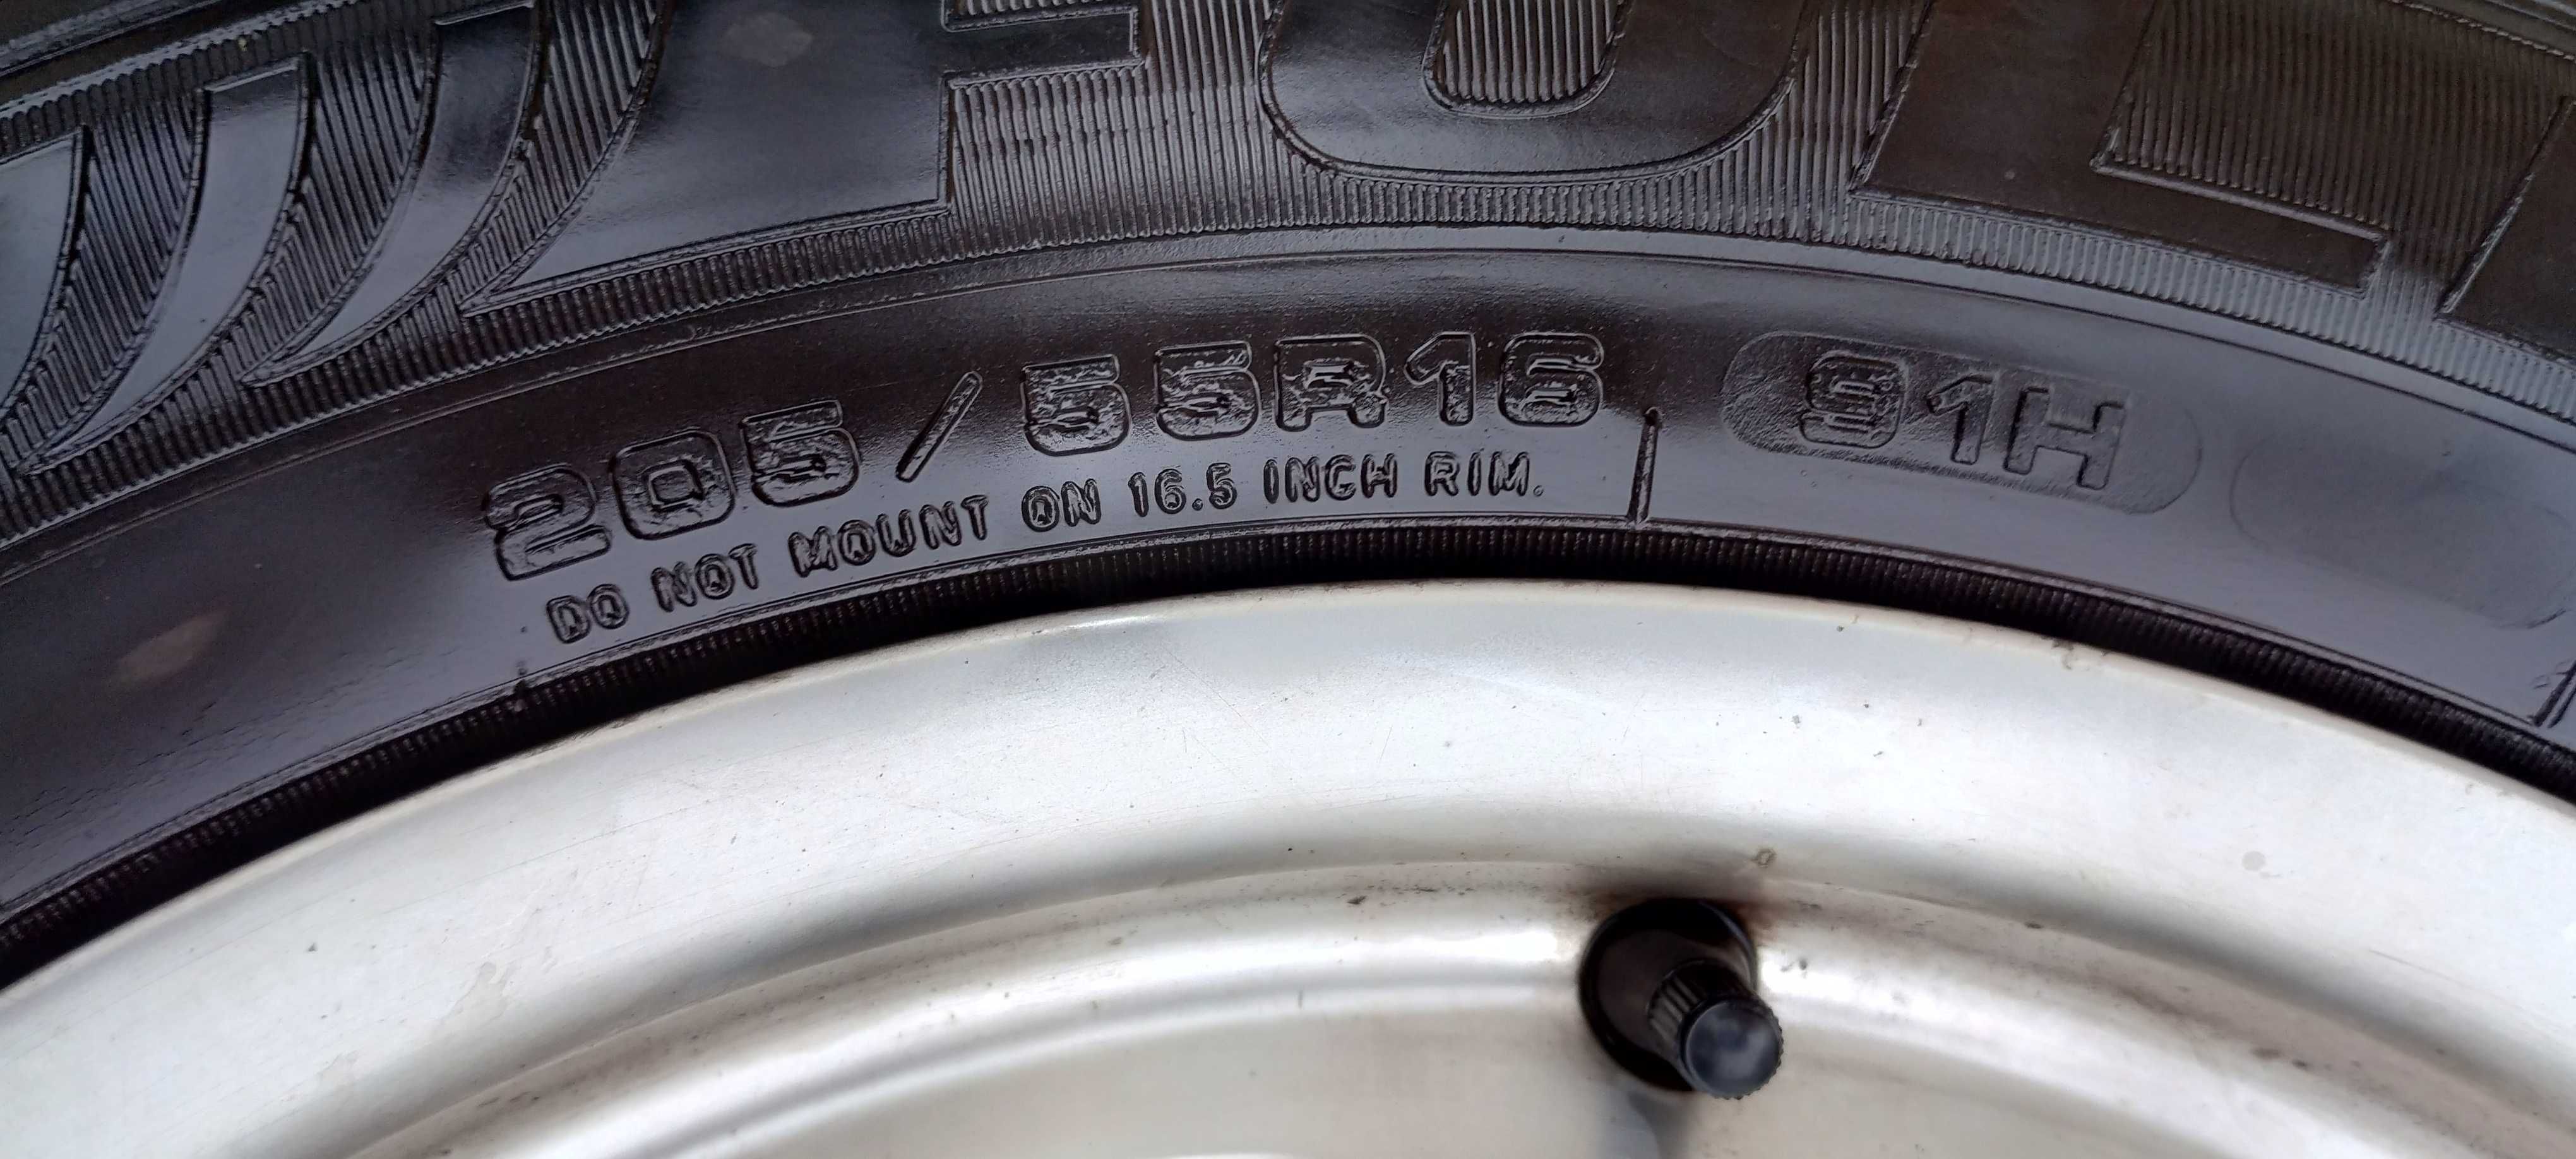 205/55R16 91H
DO NOT MOUNT ON 16.5 INCH RIM.